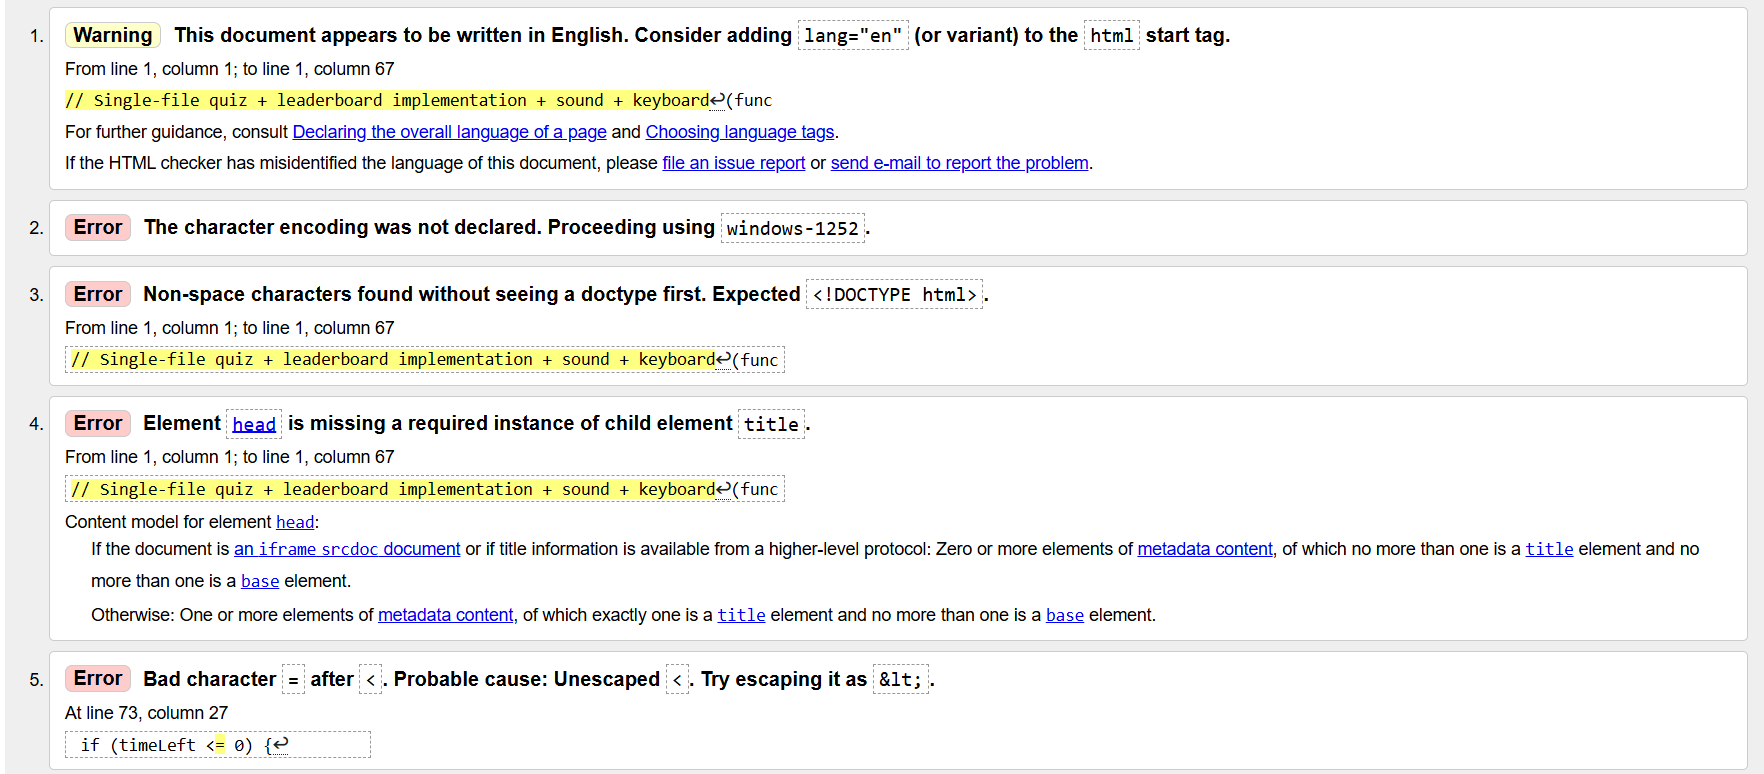 1. Warning This document appears to be written in English. Consider adding lang="en" (or variant) to the html start tag.
From line 1, column 1; to line 1, column 67
// Single-file quiz + leaderboard implementation + sound + keyboard↩(func
For further guidance, consult Declaring the overall language of a page and Choosing language tags.
If the HTML checker has misidentified the language of this document, please file an issue report or send e-mail to report the problem.
2. Error The character encoding was not declared. Proceeding using windows-1252.
3. Error Non-space characters found without seeing a doctype first. Expected <!DOCTYPE html>.
From line 1, column 1; to line 1, column 67
// Single-file quiz + leaderboard implementation + sound + keyboard↩(func
4. Error Element head is missing a required instance of child element title.
From line 1, column 1; to line 1, column 67
// Single-file quiz + leaderboard implementation + sound + keyboard↩(func
Content model for element head:
If the document is an iframe srcdoc document or if title information is available from a higher-level protocol: Zero or more elements of metadata content, of which no more than one is a title element and no
more than one is a base element.
Otherwise: One or more elements of metadata content, of which exactly one is a title element and no more than one is a base element.
5. Error Bad character = after <. Probable cause: Unescaped <. Try escaping it as &lt;.
At line 73, column 27
if (timeLeft <= 0) {↩